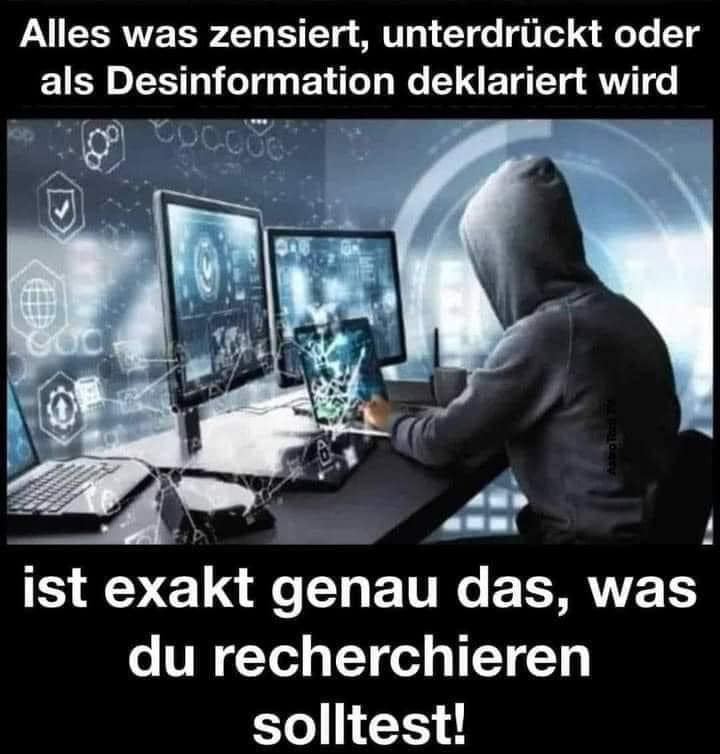 Alles was zensiert, unterdrückt oder
als Desinformation deklariert wird
ist exakt genau das, was
du recherchieren
solltest!